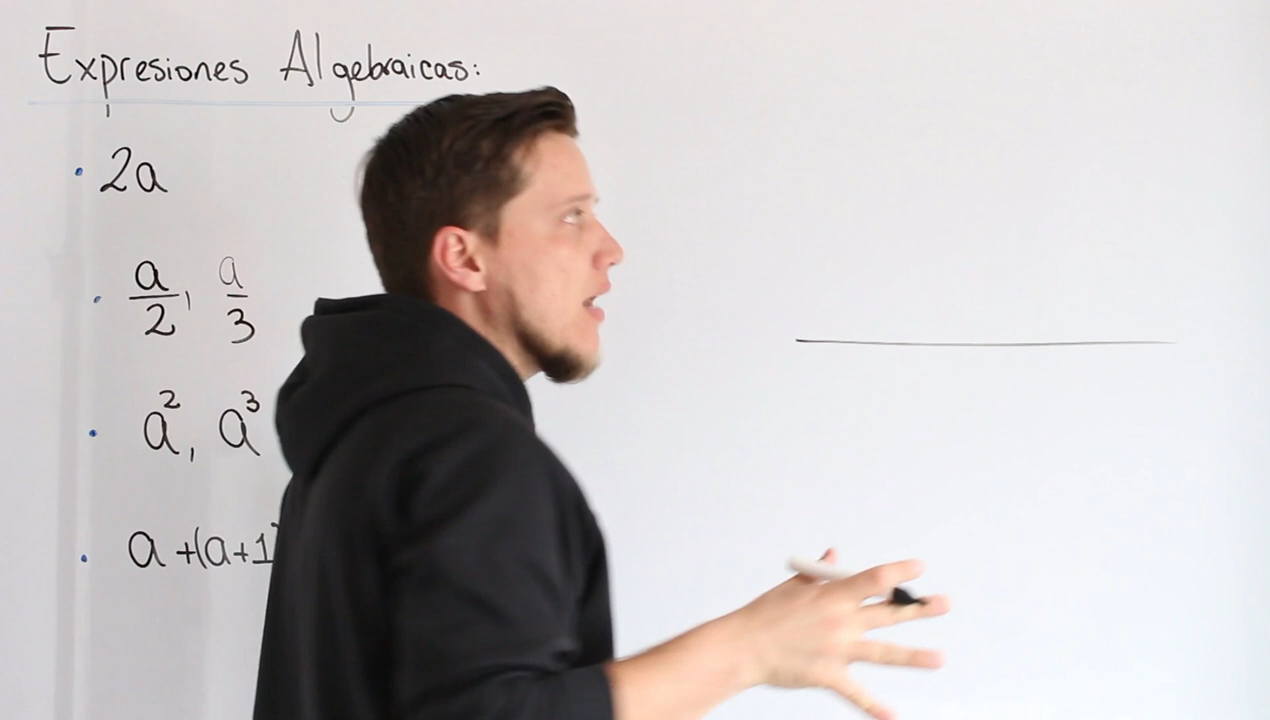 Expresiones Algebraicas:
• 2a
• a/2, a/3
• a², a³
• a+(a+1